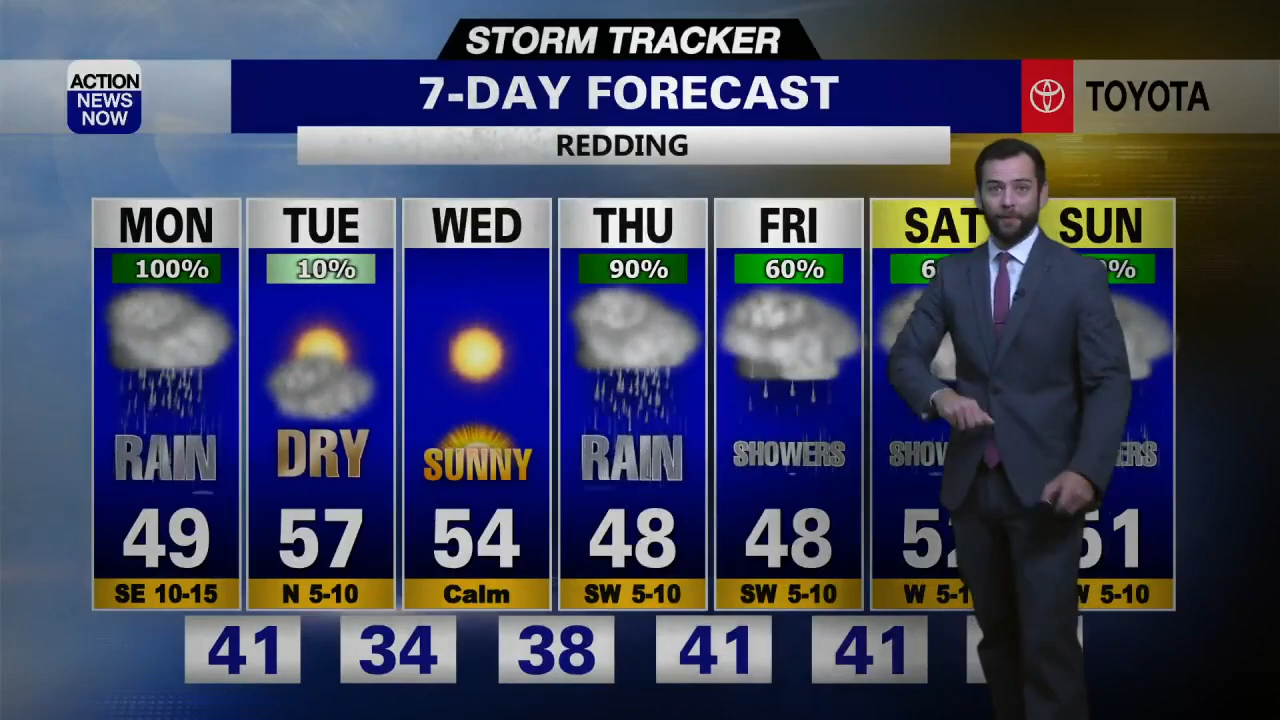 STORM TRACKER
ACTION
NEWS
NOW
7-DAY FORECAST
TOYOTA
REDDING
MON TUE WED THU FRI SAT SUN
100% 10% 90% 60%
RAIN DRY SUNNY RAIN SHOWERS
49 57 54 48 48
SE 10-15 N 5-10 Calm SW 5-10 SW 5-10
41 34 38 41 41